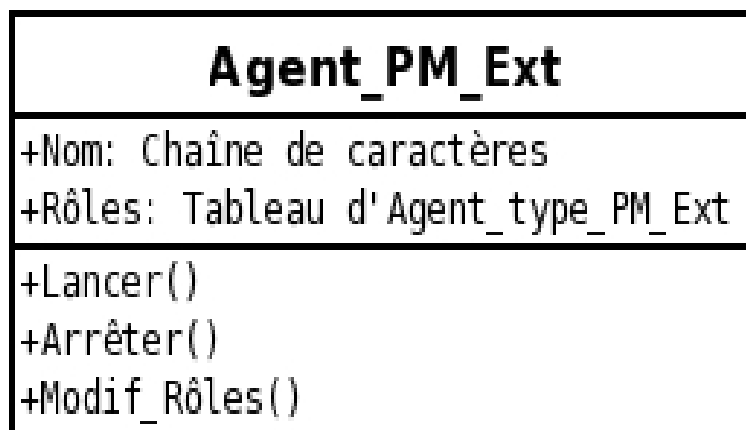 Agent_PM_Ext
+Nom: Chaîne de caractères
+Rôles: Tableau d'Agent_type_PM_Ext
+Lancer()
+Arrêter()
+Modif_Rôles()